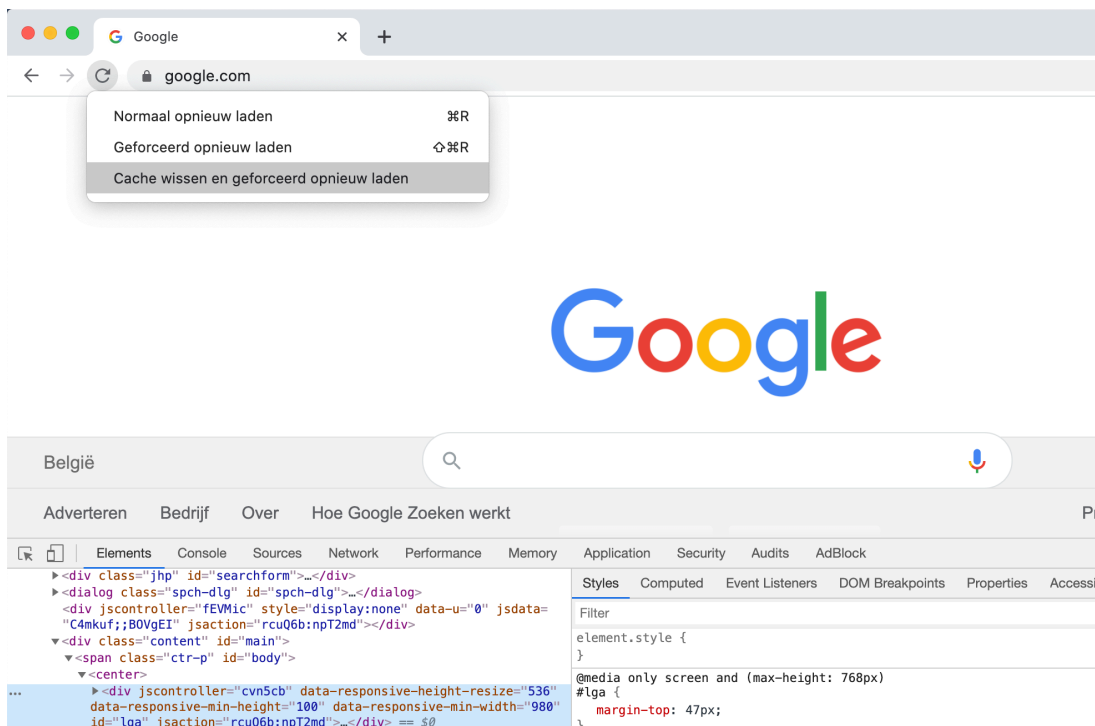 Google
google.com
Normaal opnieuw laden ⌘R
Geforceerd opnieuw laden ⇧⌘R
Cache wissen en geforceerd opnieuw laden
Google
België
Adverteren Bedrijf Over Hoe Google Zoeken werkt
Elements Console Sources Network Performance Memory Application Security Audits AdBlock
<div class="jhp" id="searchform">…</div>
<dialog class="spch-dlg" id="spch-dlg">…</dialog>
<div jscontroller="fEVMic" style="display:none" data-u="0" jsdata=
"C4mkuf;;BOVgEI" jsaction="rcuQ6b:npT2md"></div>
<div class="content" id="main">
<span class="ctr-p" id="body">
<center>
<div jscontroller="cvn5cb" data-responsive-height-resize="536"
data-responsive-min-height="100" data-responsive-min-width="980"
id="lga" jsaction="rcuQ6b:npT2md">…</div> == $0
Styles Computed Event Listeners DOM Breakpoints Properties
Filter
element.style {
}
@media only screen and (max-height: 768px)
#lga {
margin-top: 47px;
}